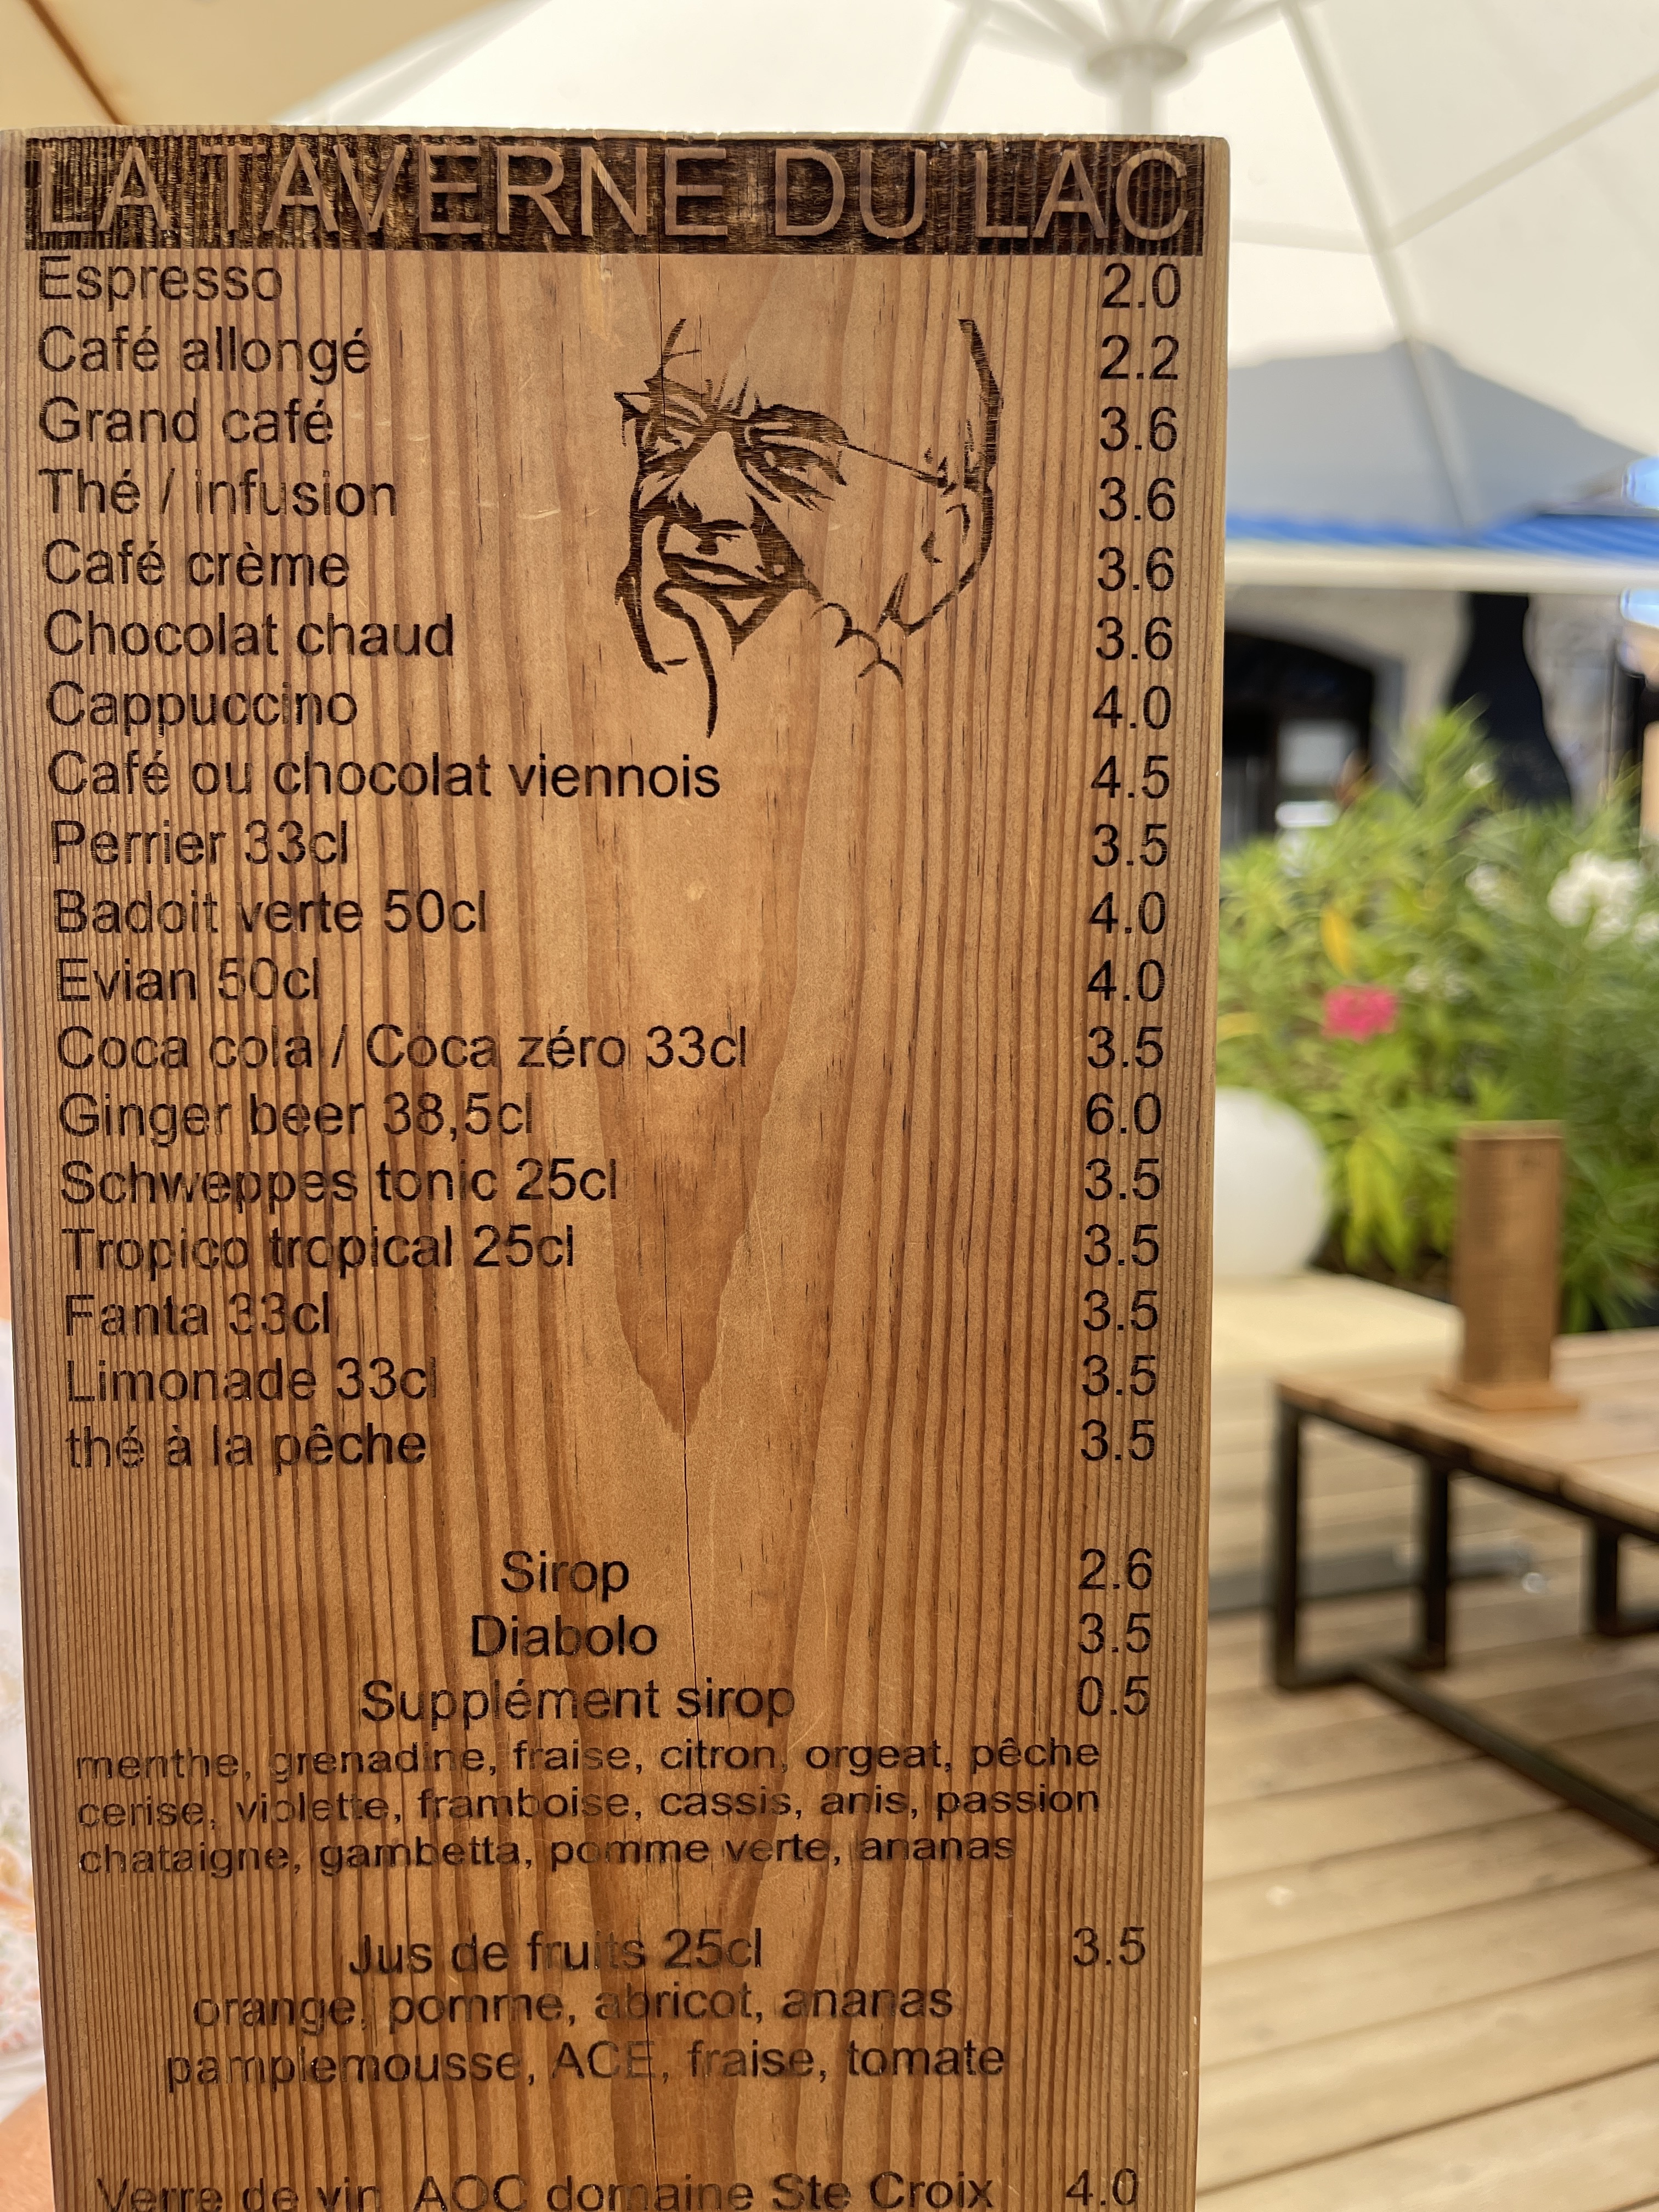 LA TAVERNE DU LAC
Espresso 2.0
Café allongé 2.2
Grand café 3.6
Thé / infusion 3.6
Café crème 3.6
Chocolat chaud 3.6
Cappuccino 4.0
Café ou chocolat viennois 4.5
Perrier 33cl 3.5
Badoit verte 50cl 4.0
Evian 50cl 4.0
Coca cola / Coca zéro 33cl 3.5
Ginger beer 38,5cl 6.0
Schweppes tonic 25cl 3.5
Tropico tropical 25cl 3.5
Fanta 33cl 3.5
Limonade 33cl 3.5
thé à la pêche 3.5
Sirop 2.6
Diabolo 3.5
Supplément sirop 0.5
menthe, grenadine, fraise, citron, orgeat, pêche
cerise, violette, framboise, cassis, anis, passion
chataigne, gambetta, pomme verte, ananas
Jus de fruits 25cl 3.5
orange, pomme, abricot, ananas
pamplemousse, ACE, fraise, tomate
Verre de vin AOC domaine Ste Croix 4.0